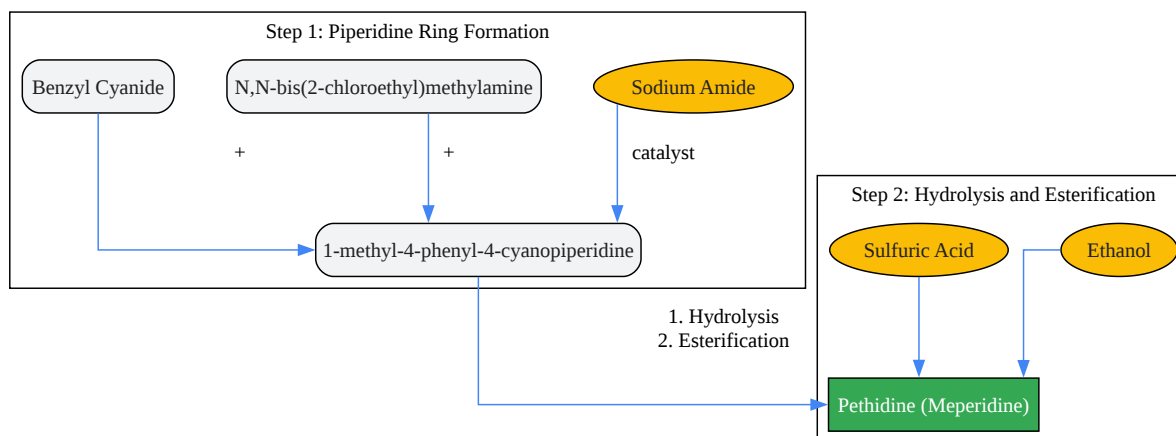 Step 1: Piperidine Ring Formation
Benzyl Cyanide
N,N-bis(2-chloroethyl)methylamine
Sodium Amide
+
+
catalyst
1-methyl-4-phenyl-4-cyanopiperidine
Step 2: Hydrolysis and Esterification
Sulfuric Acid
Ethanol
1. Hydrolysis
2. Esterification
Pethidine (Meperidine)